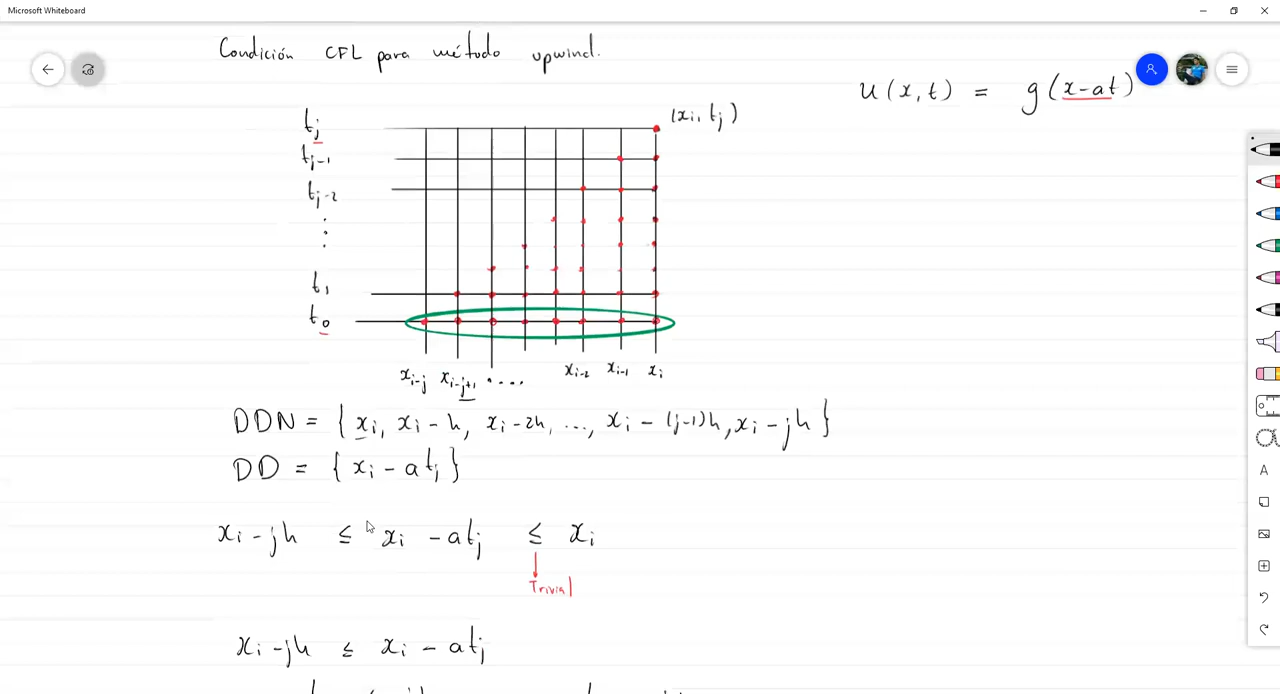 Microsoft Whiteboard
Condición CFL para método upwind.
u(x,t) = g(x-at)
(xi, tj)
tj
tj-1
tj-2
⋮
t1
t0
xi-j xi-j+1 .... xi-2 xi-1 xi
DDN = { xi, xi-h, xi-2h, ..., xi-(j-1)h, xi-jh }
DD = { xi - atj }
xi-jh ≤ xi - atj ≤ xi
Trivial
xi-jh ≤ xi - atj
A